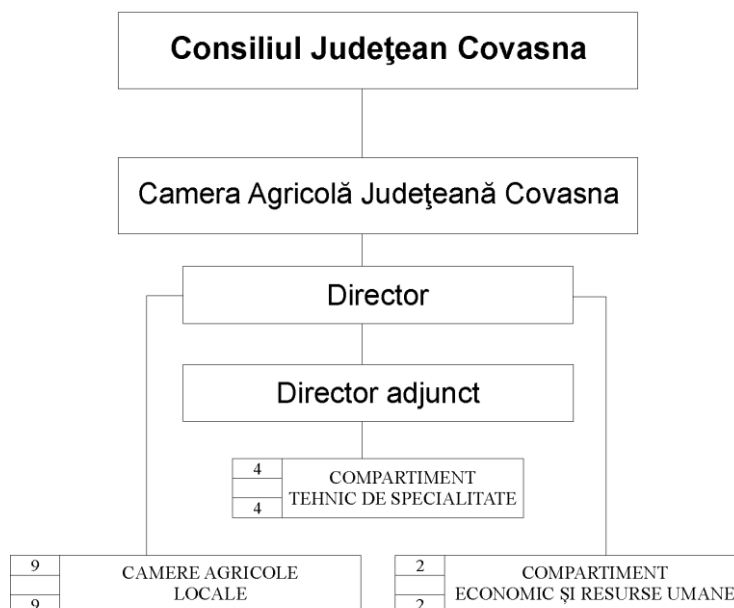 Consiliul Judeţean Covasna
Camera Agricolă Judeţeană Covasna
Director
Director adjunct
4
COMPARTIMENT
TEHNIC DE SPECIALITATE
4
9
CAMERE AGRICOLE
LOCALE
9
2
COMPARTIMENT
ECONOMIC ŞI RESURSE UMANE
2